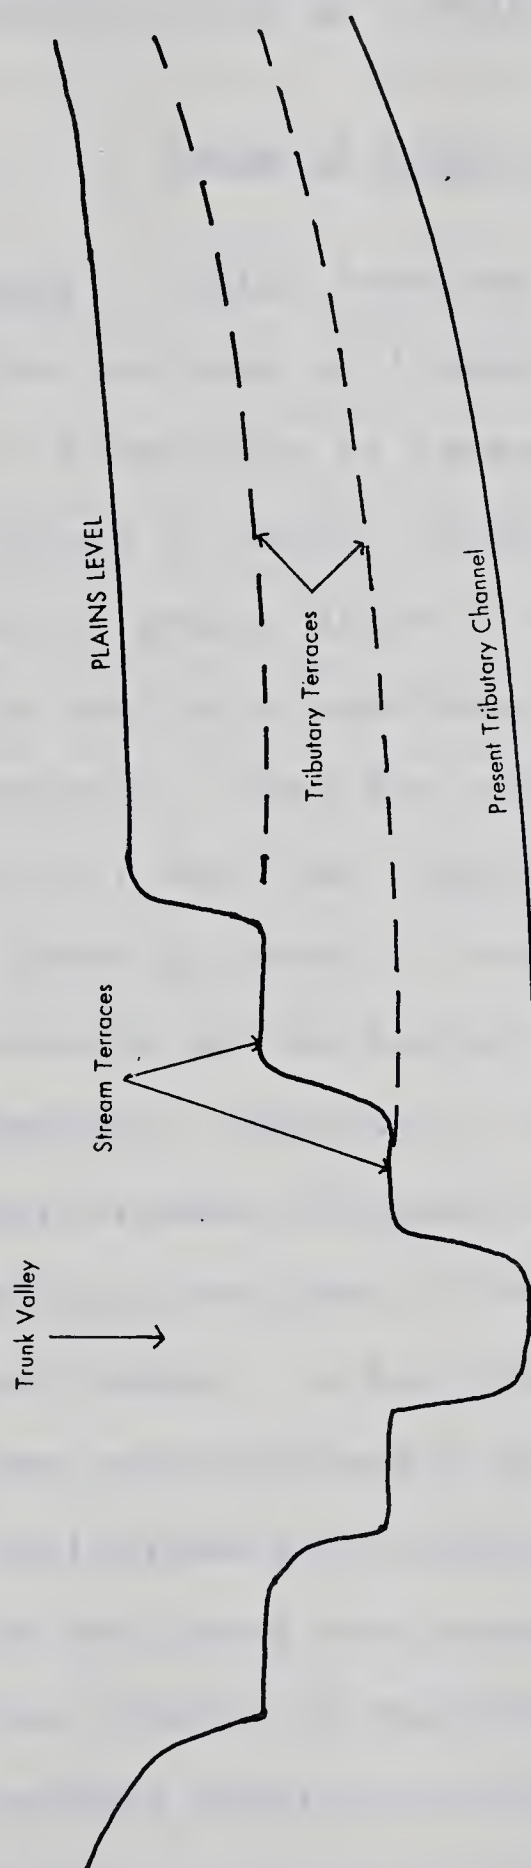 Trunk Valley
Stream Terraces
PLAINS LEVEL
Tributary Terraces
Present Tributary Channel